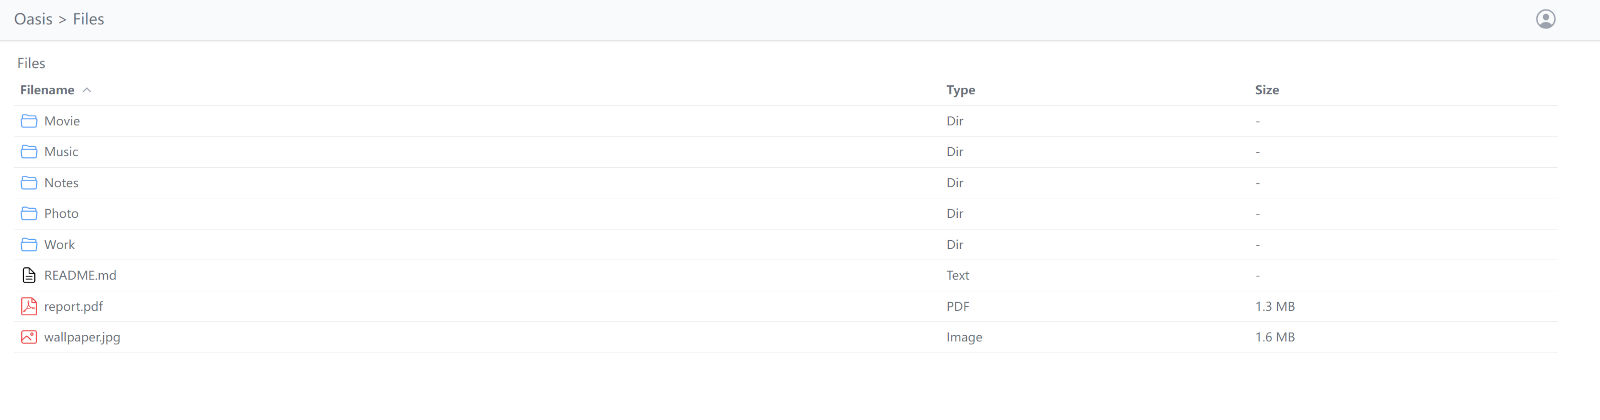 Oasis > Files
Files
Filename Type Size
Movie Dir -
Music Dir -
Notes Dir -
Photo Dir -
Work Dir -
README.md Text -
report.pdf PDF 1.3 MB
wallpaper.jpg Image 1.6 MB